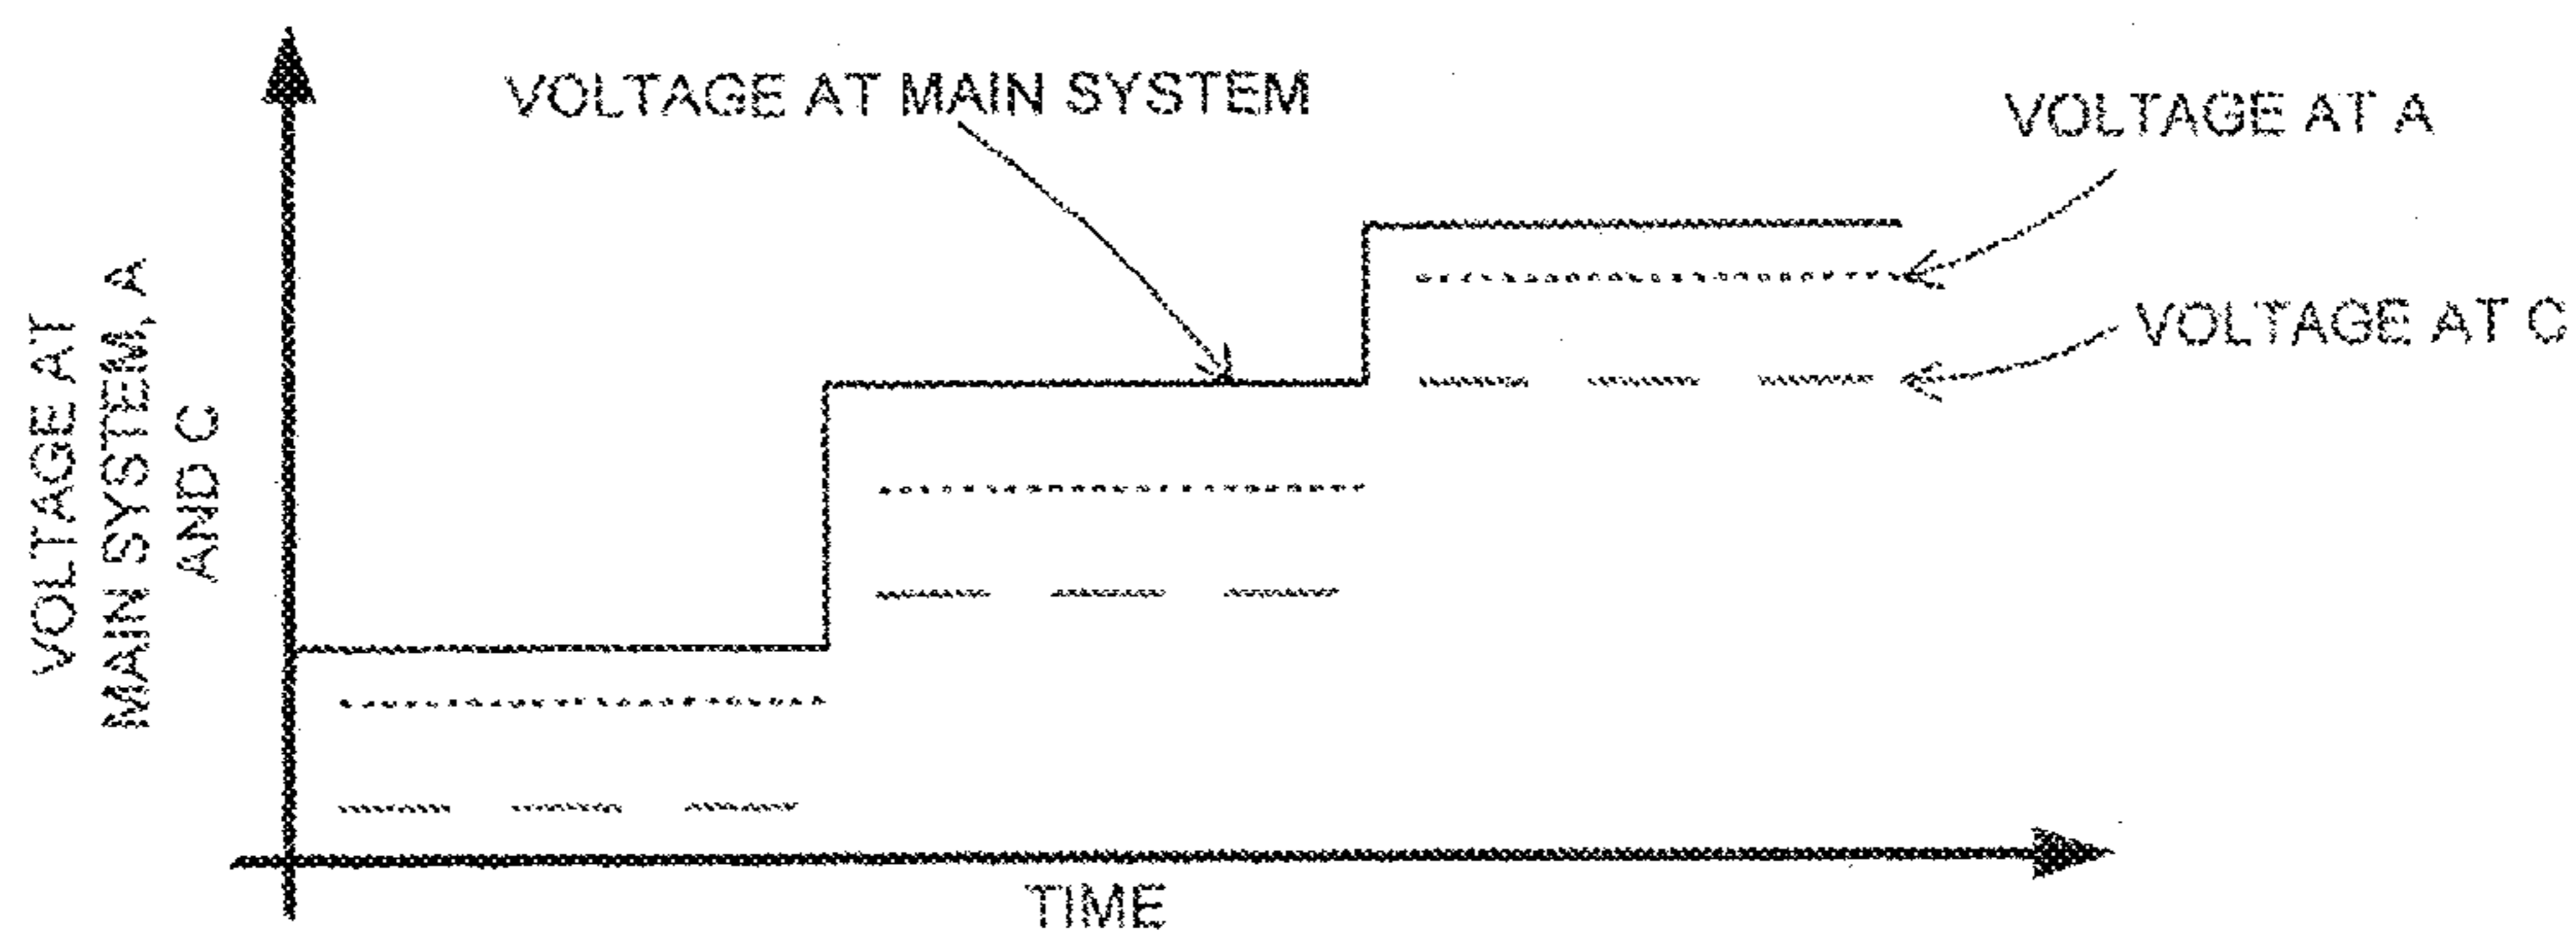 VOLTAGE AT MAIN SYSTEM
VOLTAGE AT A
VOLTAGE AT C
VOLTAGE AT
MAIN SYSTEM, A
AND C
TIME